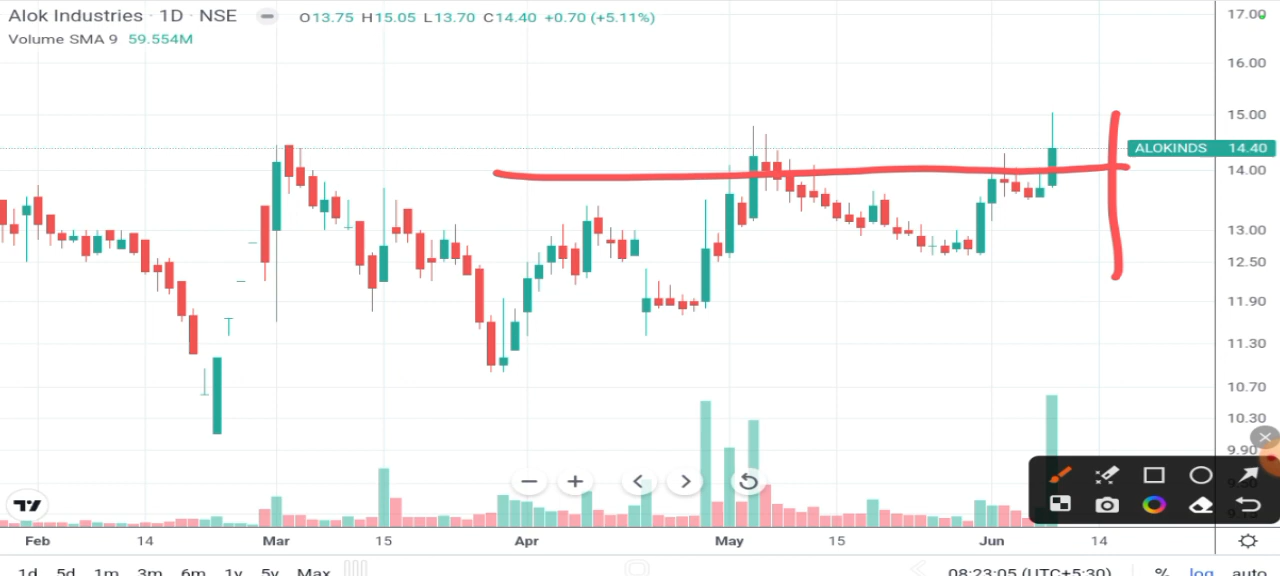 Alok Industries · 1D · NSE O13.75 H15.05 L13.70 C14.40 +0.70 (+5.11%)
Volume SMA 9 59.554M
17.00
16.00
15.00
ALOKINDS 14.40
14.00
13.00
12.50
11.90
11.30
10.70
10.30
9.90
Feb 14 Mar 15 Apr May 15 Jun 14
1d 5d 1m 3m 6m 1y 5y Max 08:23:05 (UTC+5:30) % log auto